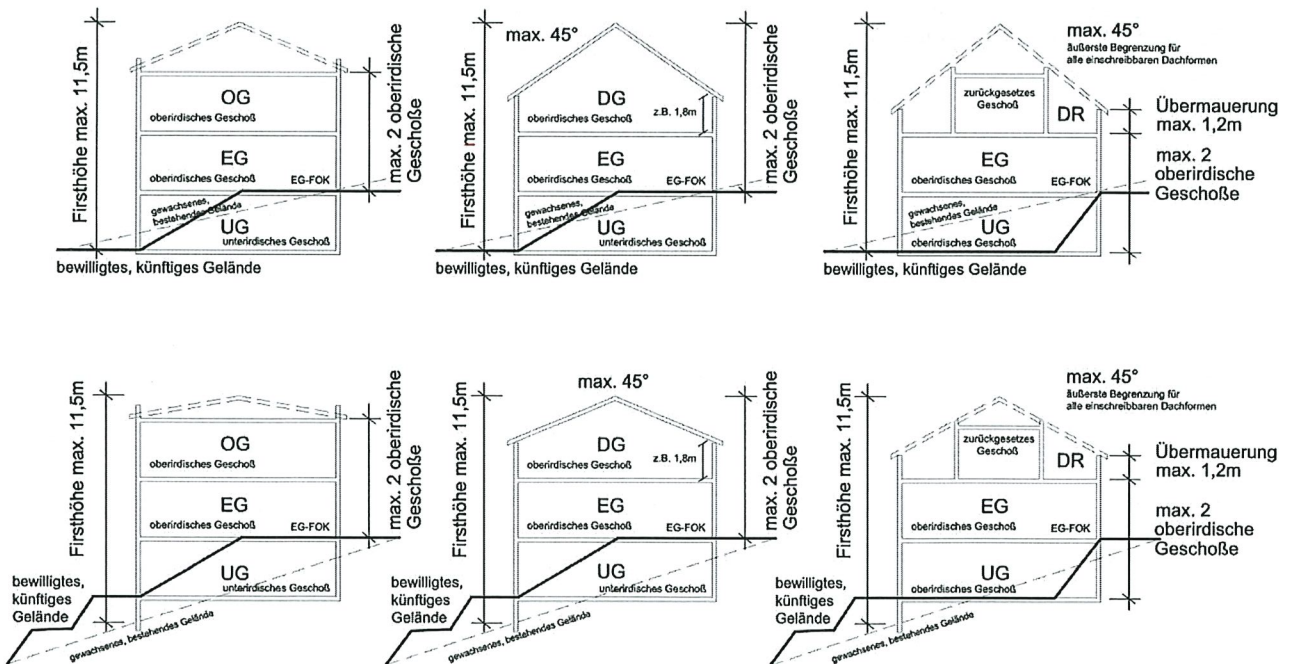 Firsthöhe max. 11,5m
OG
oberirdisches Geschoß
EG
oberirdisches Geschoß
EG-FOK
gewachsenes,
bestehendes Gelände
UG
unterirdisches Geschoß
max. 2 oberirdische
Geschoße
bewilligtes, künftiges Gelände
Firsthöhe max. 11,5m
max. 45°
DG
oberirdisches Geschoß
z.B. 1,8m
EG
oberirdisches Geschoß
EG-FOK
gewachsenes,
bestehendes Gelände
UG
unterirdisches Geschoß
max. 2 oberirdische
Geschoße
bewilligtes, künftiges Gelände
Firsthöhe max. 11,5m
max. 45°
äußerste Begrenzung für
alle einschreibbaren Dachformen
zurückgesetzes
Geschoß
DR
Übermauerung
max. 1,2m
EG
oberirdisches Geschoß
EG-FOK
max. 2
oberirdische
Geschoße
gewachsenes,
bestehendes Gelände
UG
oberirdisches Geschoß
bewilligtes, künftiges Gelände
Firsthöhe max. 11,5m
OG
oberirdisches Geschoß
EG
oberirdisches Geschoß
EG-FOK
UG
unterirdisches Geschoß
max. 2 oberirdische
Geschoße
bewilligtes,
künftiges
Gelände
gewachsenes, bestehendes Gelände
Firsthöhe max. 11,5m
max. 45°
DG
oberirdisches Geschoß
z.B. 1,8m
EG
oberirdisches Geschoß
EG-FOK
UG
unterirdisches Geschoß
max. 2 oberirdische
Geschoße
bewilligtes,
künftiges
Gelände
gewachsenes, bestehendes Gelände
Firsthöhe max. 11,5m
max. 45°
äußerste Begrenzung für
alle einschreibbaren Dachformen
zurückgesetzes
Geschoß
DR
Übermauerung
max. 1,2m
EG
oberirdisches Geschoß
EG-FOK
max. 2
oberirdische
Geschoße
UG
oberirdisches Geschoß
bewilligtes,
künftiges
Gelände
gewachsenes, bestehendes Gelände